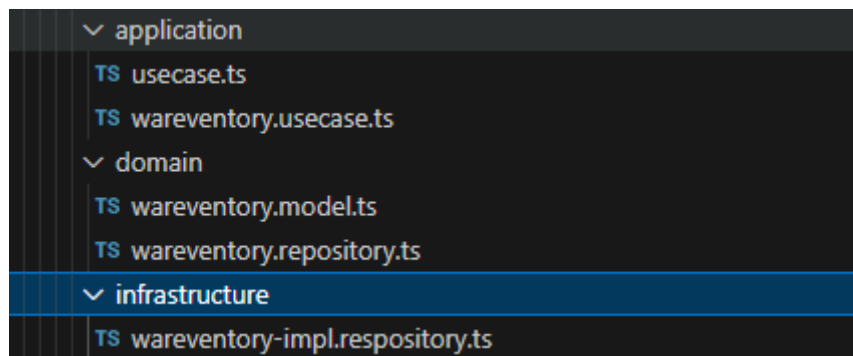 application
TS usecase.ts
TS wareventory.usecase.ts
domain
TS wareventory.model.ts
TS wareventory.repository.ts
infrastructure
TS wareventory-impl.respository.ts